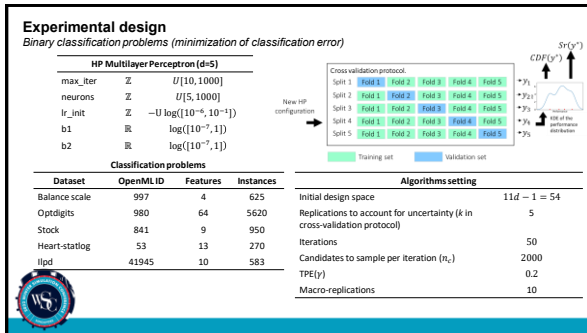 Experimental design
Binary classification problems (minimization of classification error)
HP Multilayer Perceptron (d=5)
max_iter ℤ U[10,1000]
neurons ℤ U[5,1000]
lr_init ℤ −U log([10⁻⁶, 10⁻¹])
b1 ℝ log([10⁻⁷, 1])
b2 ℝ log([10⁻⁷, 1])
New HP
configuration
Cross validation protocol.
Split 1 Fold 1 Fold 2 Fold 3 Fold 4 Fold 5
Split 2 Fold 1 Fold 2 Fold 3 Fold 4 Fold 5
Split 3 Fold 1 Fold 2 Fold 3 Fold 4 Fold 5
Split 4 Fold 1 Fold 2 Fold 3 Fold 4 Fold 5
Split 5 Fold 1 Fold 2 Fold 3 Fold 4 Fold 5
Training set Validation set
y₁
y₂
y₃
y₄
y₅
Sr(y*)
CDF(y*)
KDE of the
performance
distribution
Classification problems
Dataset OpenML ID Features Instances
Balance scale 997 4 625
Optdigits 980 64 5620
Stock 841 9 950
Heart-statlog 53 13 270
Ilpd 41945 10 583
Algorithms setting
Initial design space 11d − 1 = 54
Replications to account for uncertainty (k in
cross-validation protocol) 5
Iterations 50
Candidates to sample per iteration (n_c) 2000
TPE(γ) 0.2
Macro-replications 10
WSC